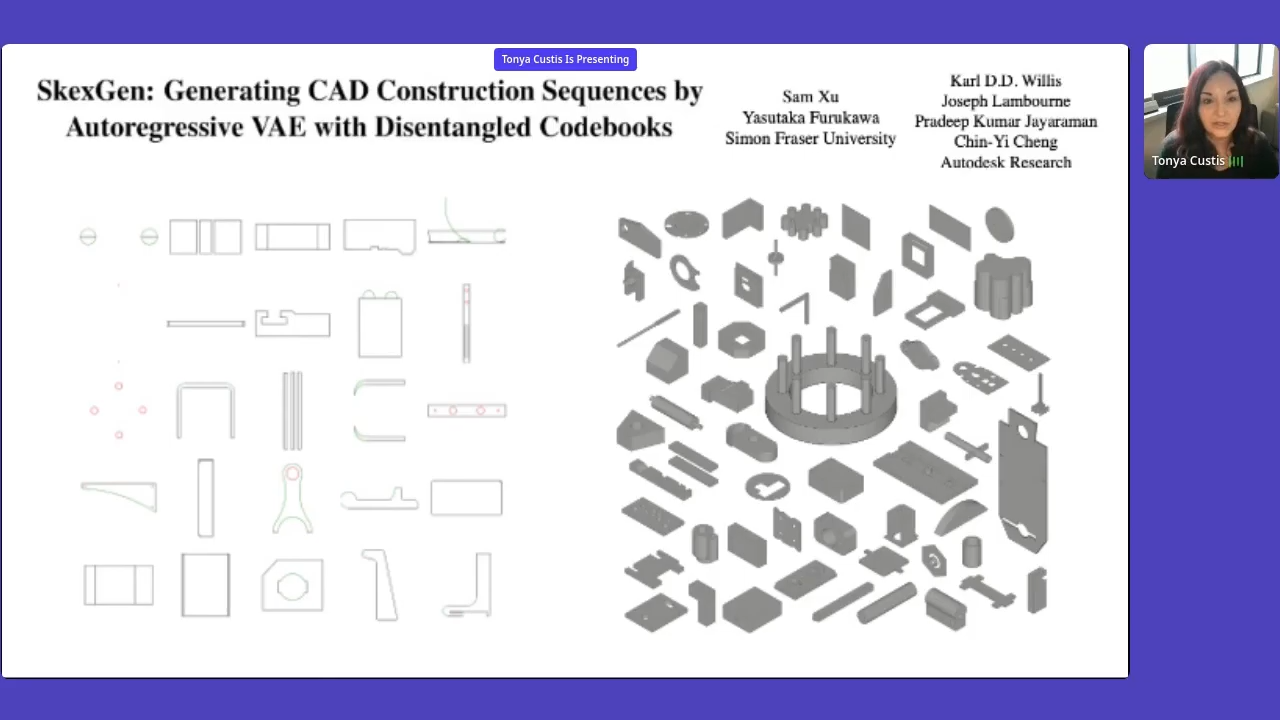 Tonya Custis Is Presenting
SkexGen: Generating CAD Construction Sequences by
Autoregressive VAE with Disentangled Codebooks
Sam Xu
Yasutaka Furukawa
Simon Fraser University
Karl D.D. Willis
Joseph Lambourne
Pradeep Kumar Jayaraman
Chin-Yi Cheng
Autodesk Research
Tonya Custis